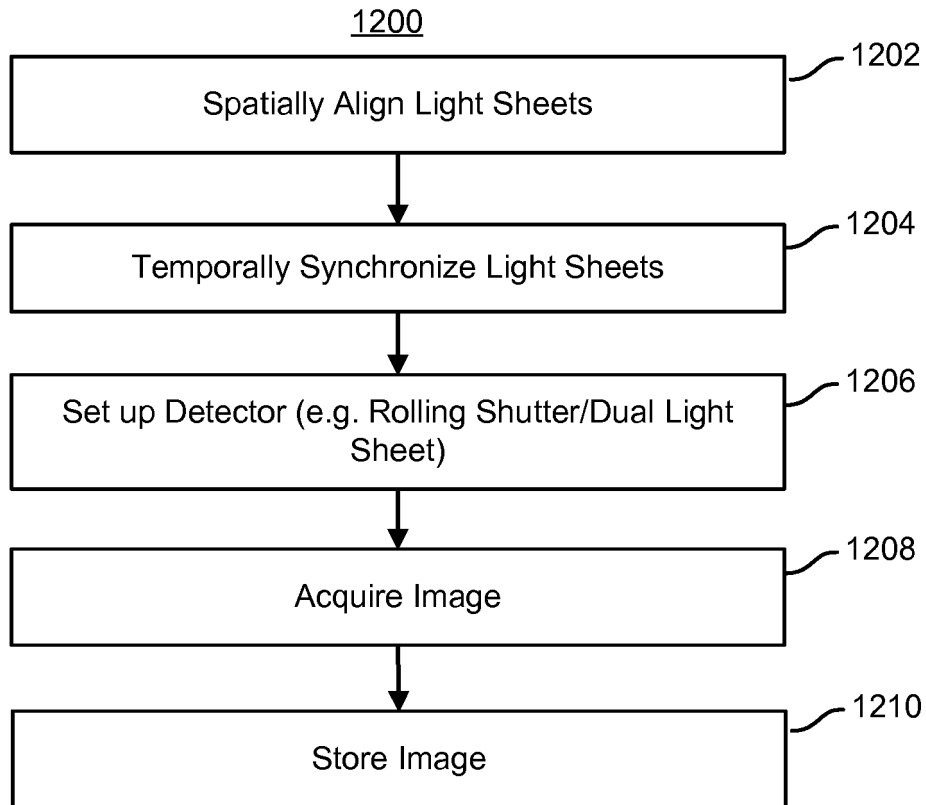 1200
1202
Spatially Align Light Sheets
1204
Temporally Synchronize Light Sheets
1206
Set up Detector (e.g. Rolling Shutter/Dual Light
Sheet)
1208
Acquire Image
1210
Store Image